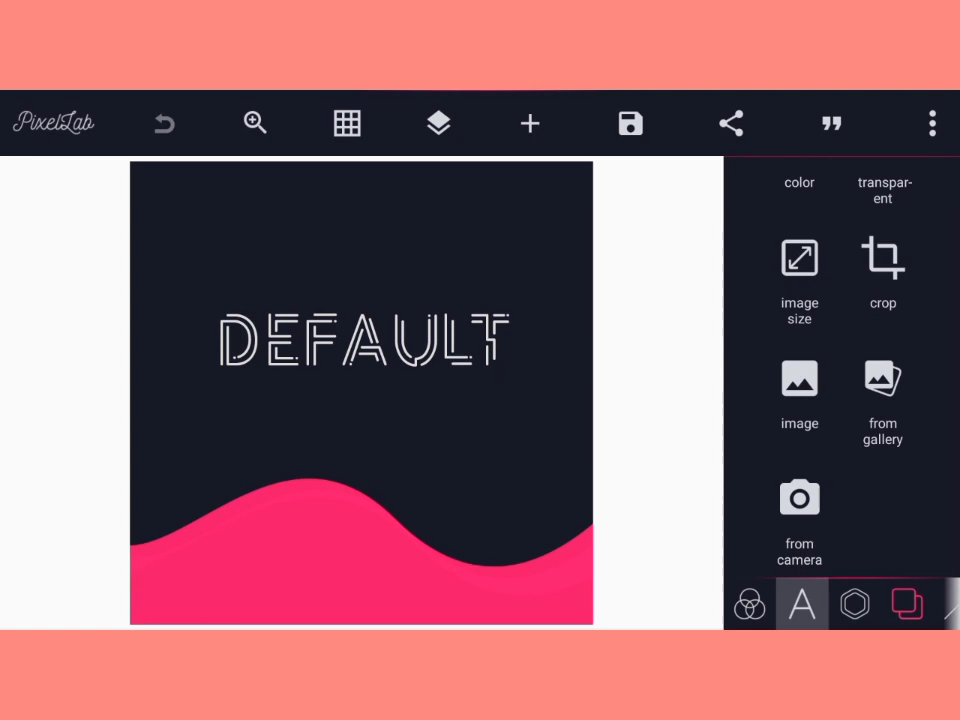 PixelLab
DEFAULT
color
transpar-
ent
image
size
crop
image
from
gallery
from
camera